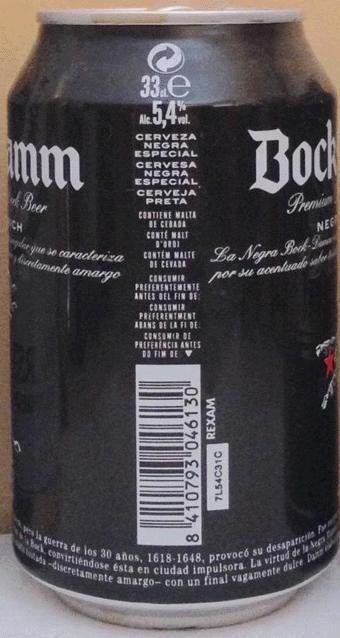 33cl. e
Alc. 5,4% vol.
CERVEZA
NEGRA
ESPECIAL
CERVESA
NEGRA
ESPECIAL
CERVEJA
PRETA
CONTIENE MALTA
DE CEBADA
CONTÉ MALT
D'ORDI
CONTÉM MALTE
DE CEVADA
CONSUMIR
PREFERENTEMENTE
ANTES DEL FIN DE:
CONSUMIR
PREFERENTMENT
ABANS DE LA FI DE:
CONSUMIR DE
PREFERÊNCIA ANTES
DO FIM DE ▼
8 410793 046130
REXAM
7L54C31C
amm
ck Beer
ICH
que se caracteriza
discretamente amargo
Bock
Premium
NEG
La Negra Bock-Damm
por su acentuado sabor
pero la guerra de los 30 años, 1618-1648, provocó su desaparición.
Bock, convirtiéndose ésta en ciudad impulsora. La virtud de la Negra
-discretamente amargo- con un final vagamente dulce. Damm